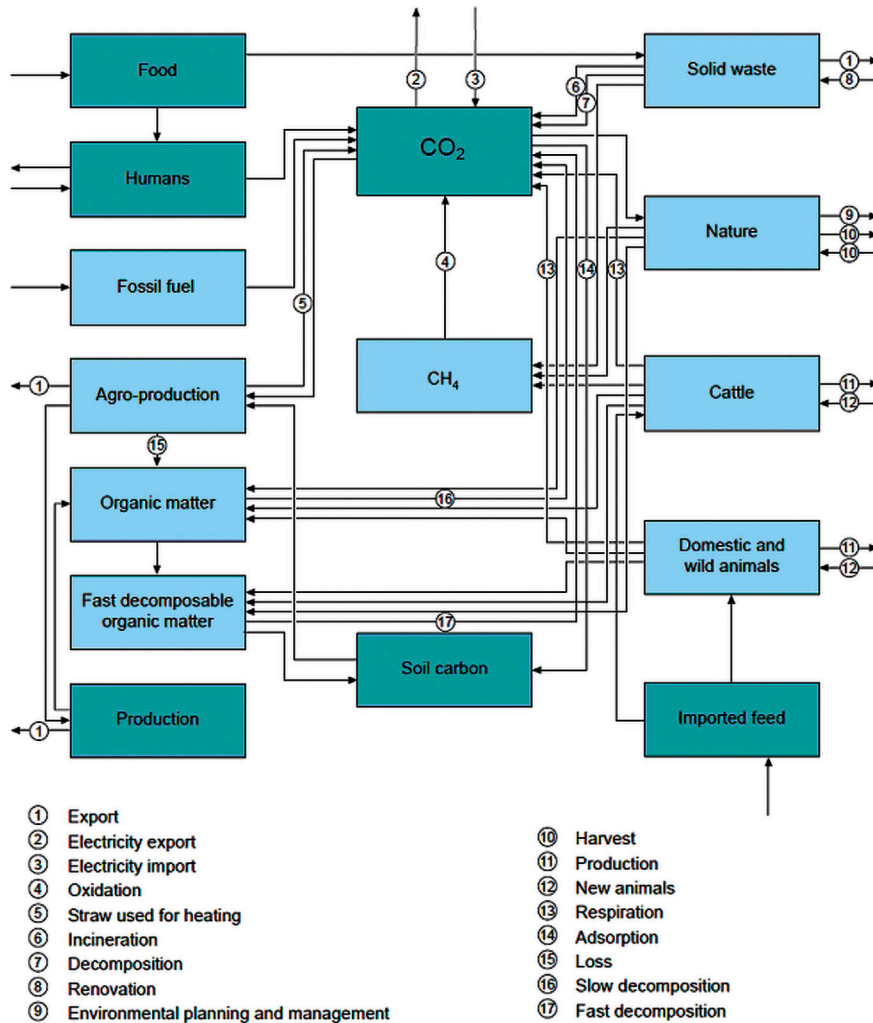 2
3
Food
Solid waste
1
8
6
7
CO2
Humans
Nature
9
10
10
Fossil fuel
4
13
14
13
5
CH4
Agro-production
1
Cattle
11
12
15
Organic matter
16
Domestic and
wild animals
11
12
Fast decomposable
organic matter
17
Soil carbon
Production
1
Imported feed
1 Export
2 Electricity export
3 Electricity import
4 Oxidation
5 Straw used for heating
6 Incineration
7 Decomposition
8 Renovation
9 Environmental planning and management
10 Harvest
11 Production
12 New animals
13 Respiration
14 Adsorption
15 Loss
16 Slow decomposition
17 Fast decomposition